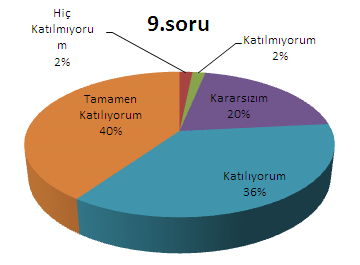 9.soru
Hiç
Katılmıyoru
m
2%
Katılmıyorum
2%
Kararsızım
20%
Katılıyorum
36%
Tamamen
Katılıyorum
40%